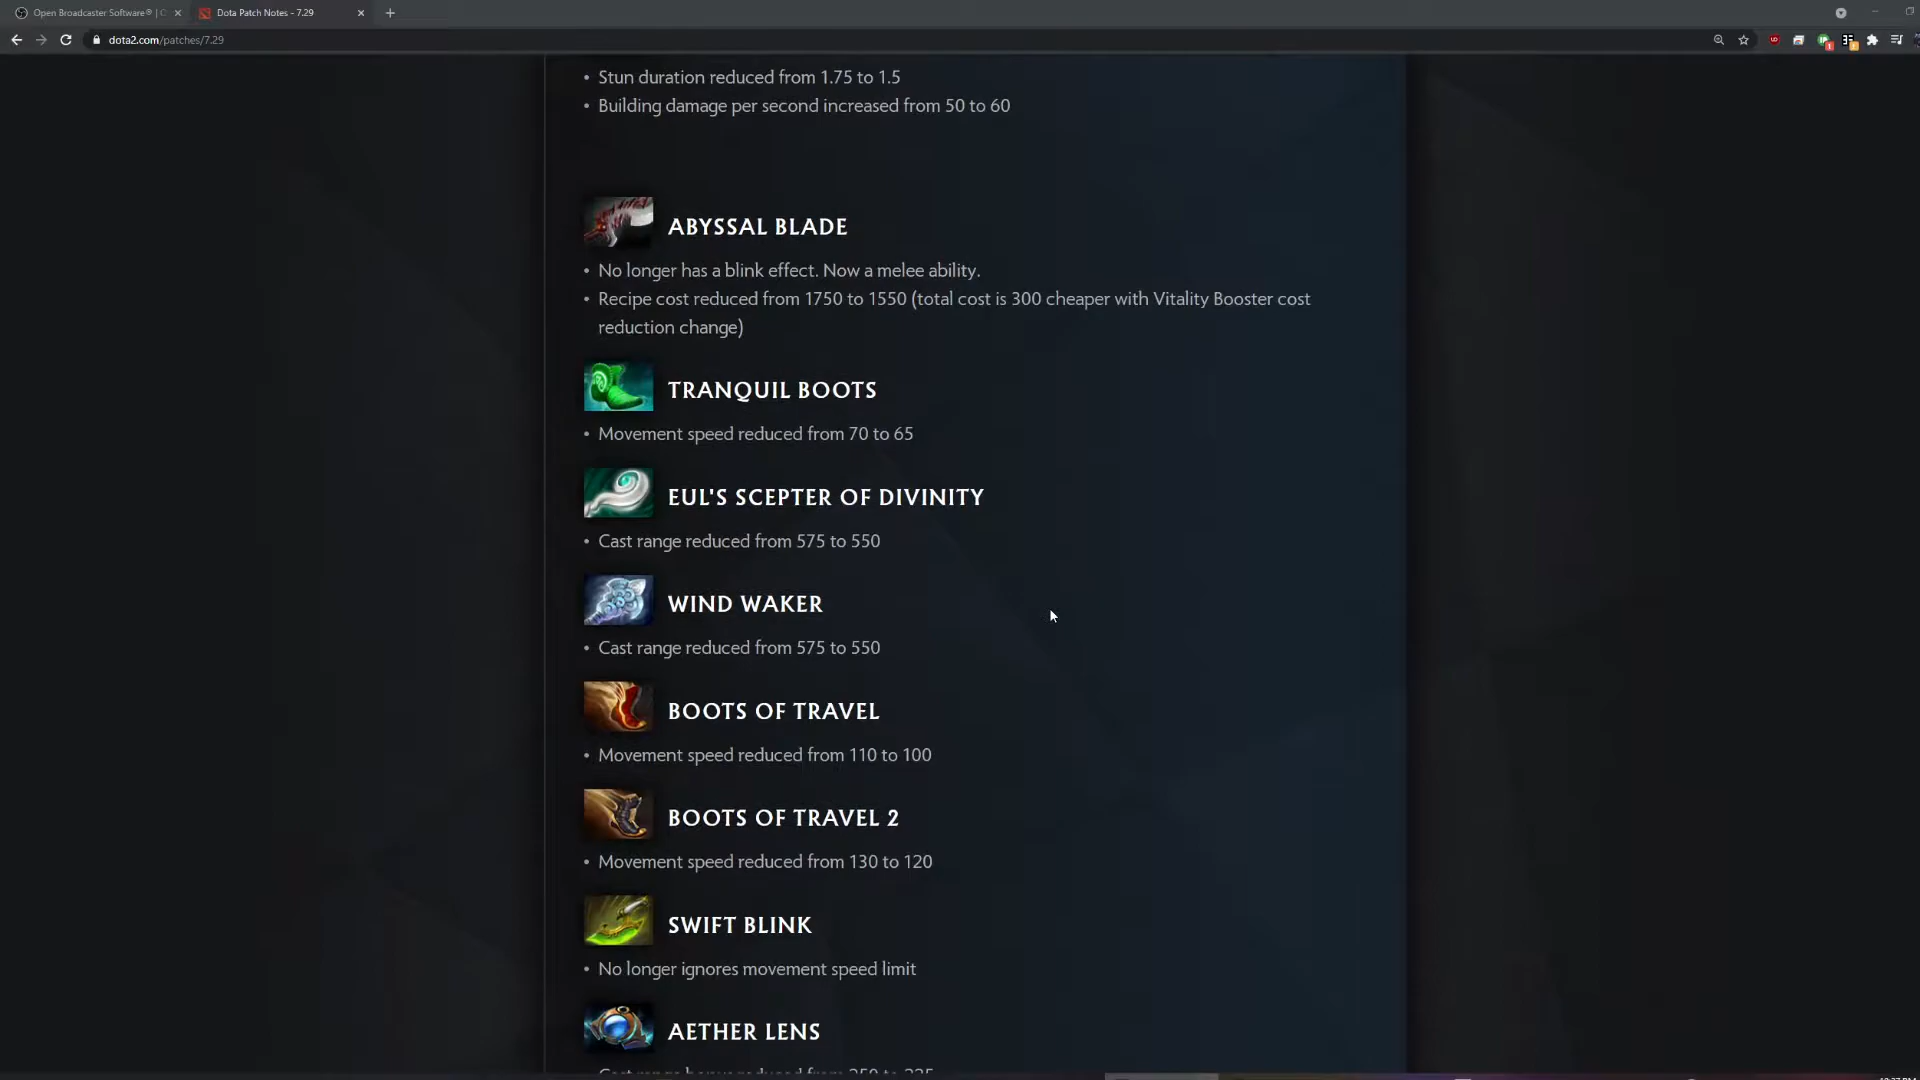 Open Broadcaster Software® |
Dota Patch Notes - 7.29
dota2.com/patches/7.29
• Stun duration reduced from 1.75 to 1.5
• Building damage per second increased from 50 to 60
ABYSSAL BLADE
• No longer has a blink effect. Now a melee ability.
• Recipe cost reduced from 1750 to 1550 (total cost is 300 cheaper with Vitality Booster cost
reduction change)
TRANQUIL BOOTS
• Movement speed reduced from 70 to 65
EUL'S SCEPTER OF DIVINITY
• Cast range reduced from 575 to 550
WIND WAKER
• Cast range reduced from 575 to 550
BOOTS OF TRAVEL
• Movement speed reduced from 110 to 100
BOOTS OF TRAVEL 2
• Movement speed reduced from 130 to 120
SWIFT BLINK
• No longer ignores movement speed limit
AETHER LENS